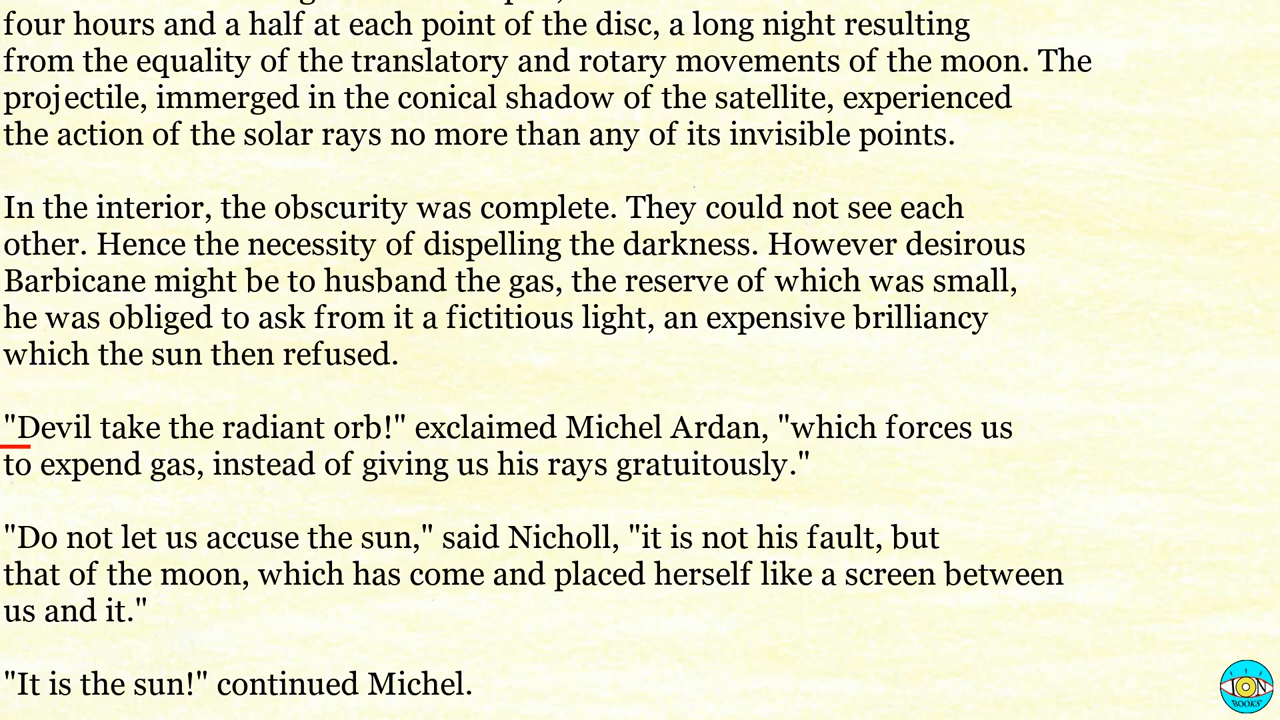 four hours and a half at each point of the disc, a long night resulting
from the equality of the translatory and rotary movements of the moon. The
projectile, immerged in the conical shadow of the satellite, experienced
the action of the solar rays no more than any of its invisible points.
In the interior, the obscurity was complete. They could not see each
other. Hence the necessity of dispelling the darkness. However desirous
Barbicane might be to husband the gas, the reserve of which was small,
he was obliged to ask from it a fictitious light, an expensive brilliancy
which the sun then refused.
"Devil take the radiant orb!" exclaimed Michel Ardan, "which forces us
to expend gas, instead of giving us his rays gratuitously."
"Do not let us accuse the sun," said Nicholl, "it is not his fault, but
that of the moon, which has come and placed herself like a screen between
us and it."
"It is the sun!" continued Michel.
ION
BOOKS